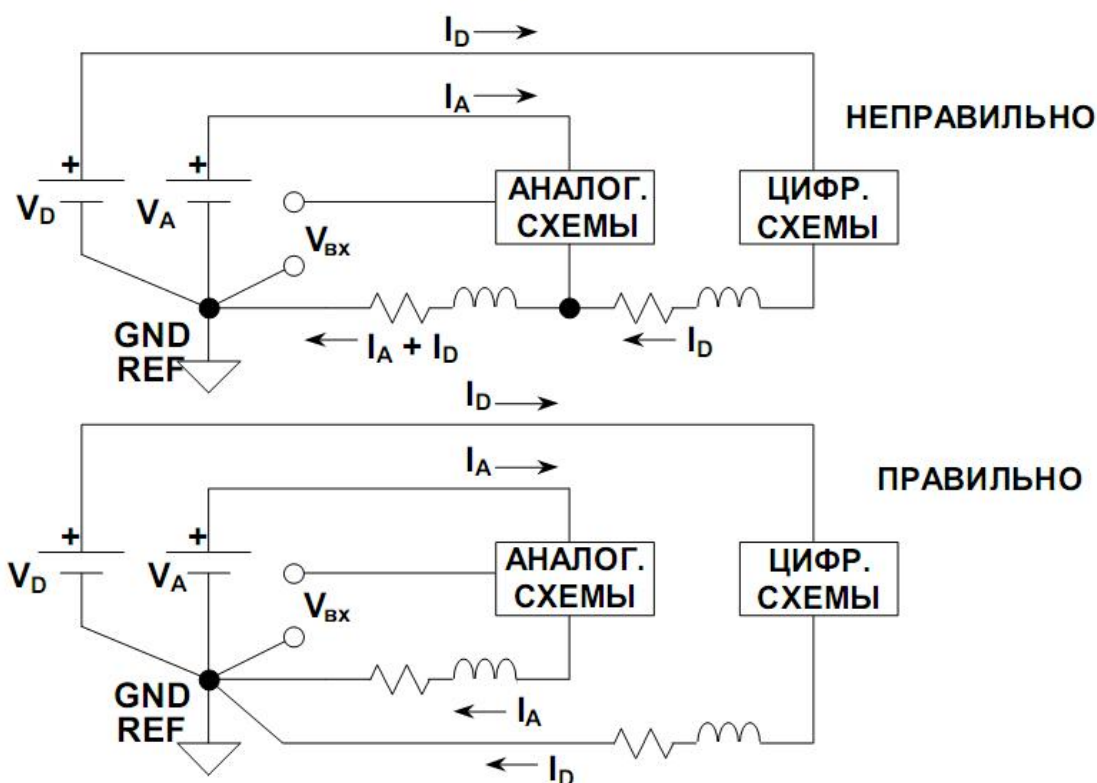 I_D
I_A
НЕПРАВИЛЬНО
+
+
V_D
V_A
V_ВХ
АНАЛОГ.
СХЕМЫ
ЦИФР.
СХЕМЫ
GND
REF
I_A + I_D
I_D
I_D
I_A
ПРАВИЛЬНО
+
+
V_D
V_A
V_ВХ
АНАЛОГ.
СХЕМЫ
ЦИФР.
СХЕМЫ
GND
REF
I_A
I_D